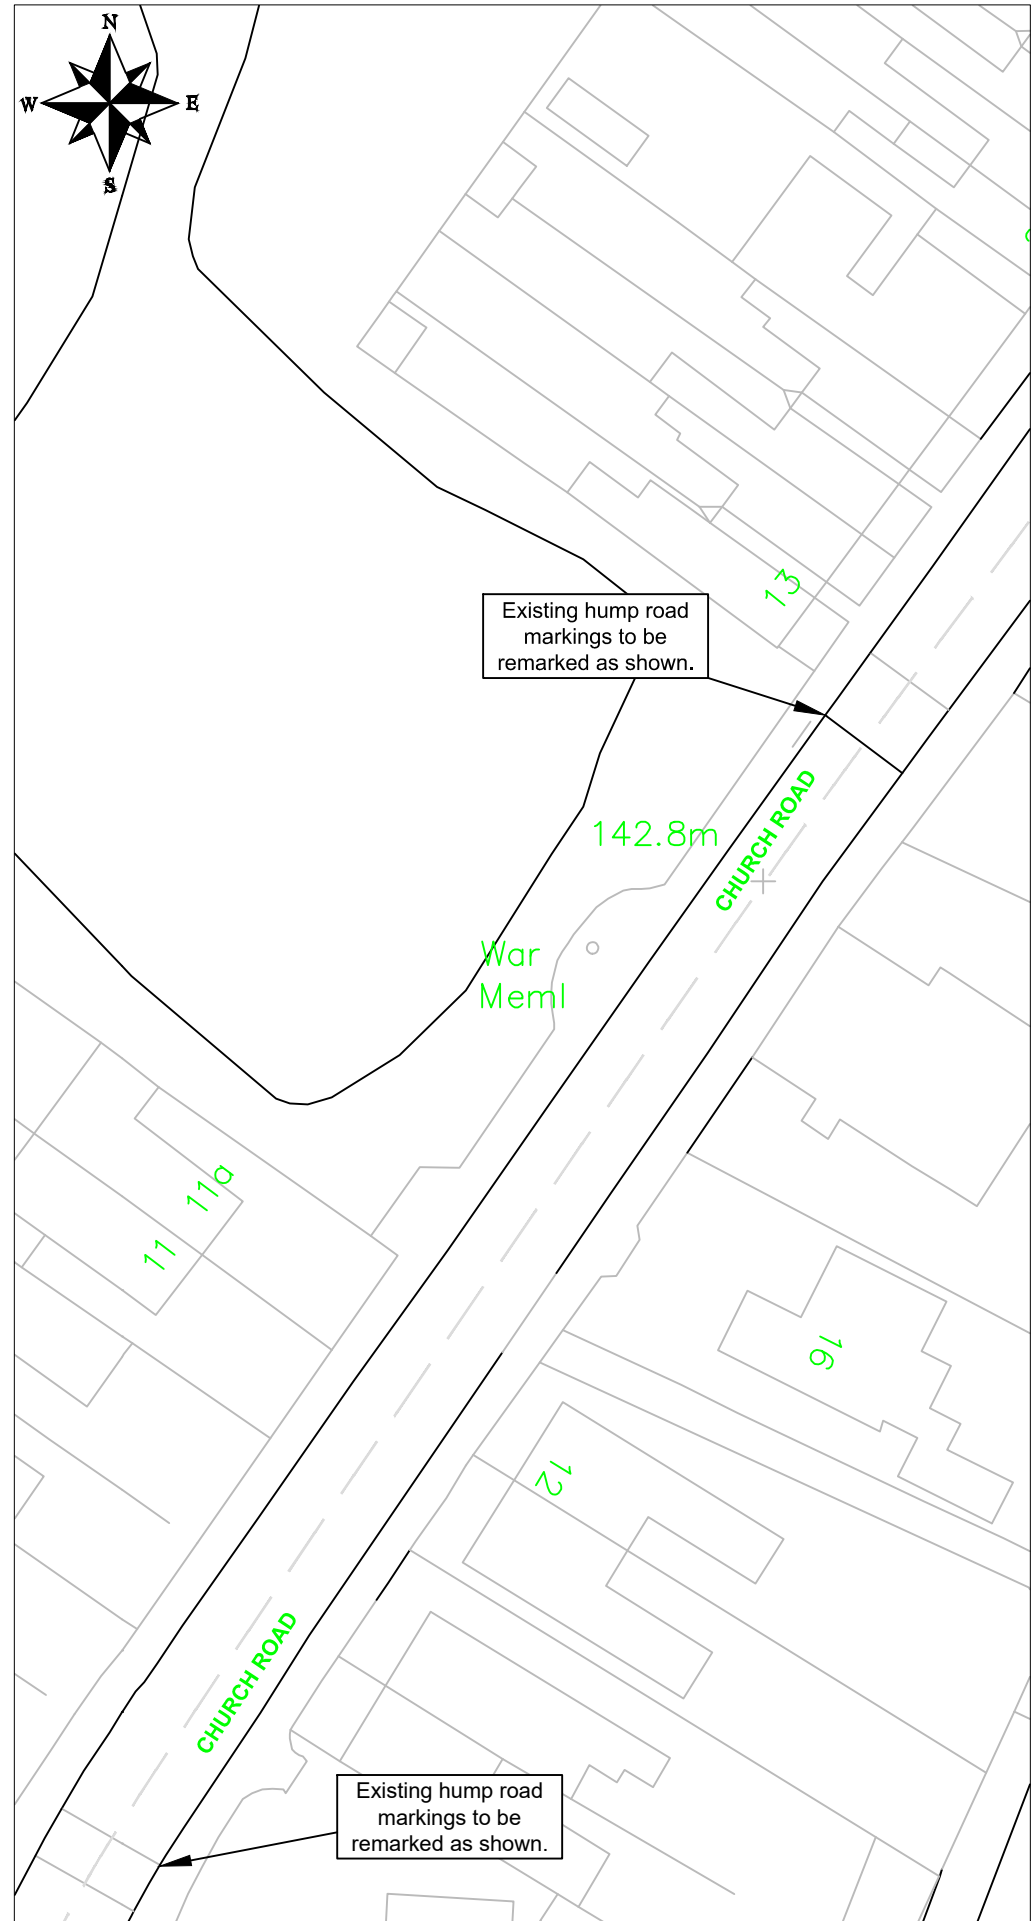 N
W
E
S
13
Existing hump road
markings to be
remarked as shown.
CHURCH ROAD
142.8m
War
Meml
11a
11
16
12
CHURCH ROAD
Existing hump road
markings to be
remarked as shown.